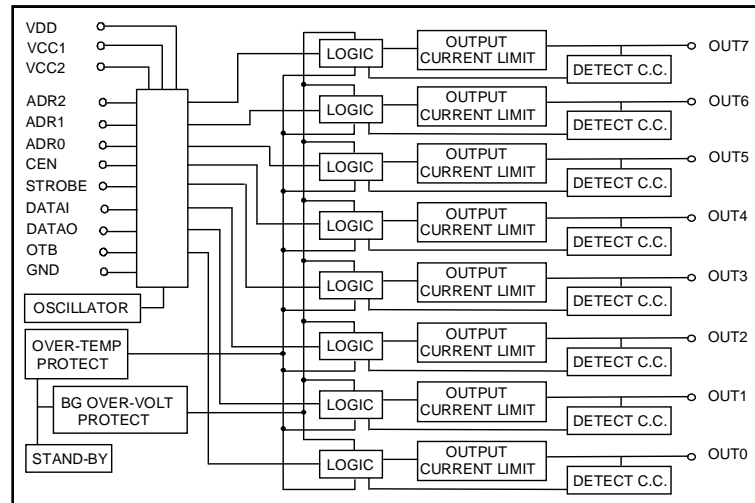 VDD
VCC1
VCC2
ADR2
ADR1
ADR0
CEN
STROBE
DATAI
DATAO
OTB
GND
OSCILLATOR
OVER-TEMP
PROTECT
BG OVER-VOLT
PROTECT
STAND-BY
LOGIC
OUTPUT
CURRENT LIMIT
DETECT C.C.
OUT7
LOGIC
OUTPUT
CURRENT LIMIT
DETECT C.C.
OUT6
LOGIC
OUTPUT
CURRENT LIMIT
DETECT C.C.
OUT5
LOGIC
OUTPUT
CURRENT LIMIT
DETECT C.C.
OUT4
LOGIC
OUTPUT
CURRENT LIMIT
DETECT C.C.
OUT3
LOGIC
OUTPUT
CURRENT LIMIT
DETECT C.C.
OUT2
LOGIC
OUTPUT
CURRENT LIMIT
DETECT C.C.
OUT1
LOGIC
OUTPUT
CURRENT LIMIT
DETECT C.C.
OUT0